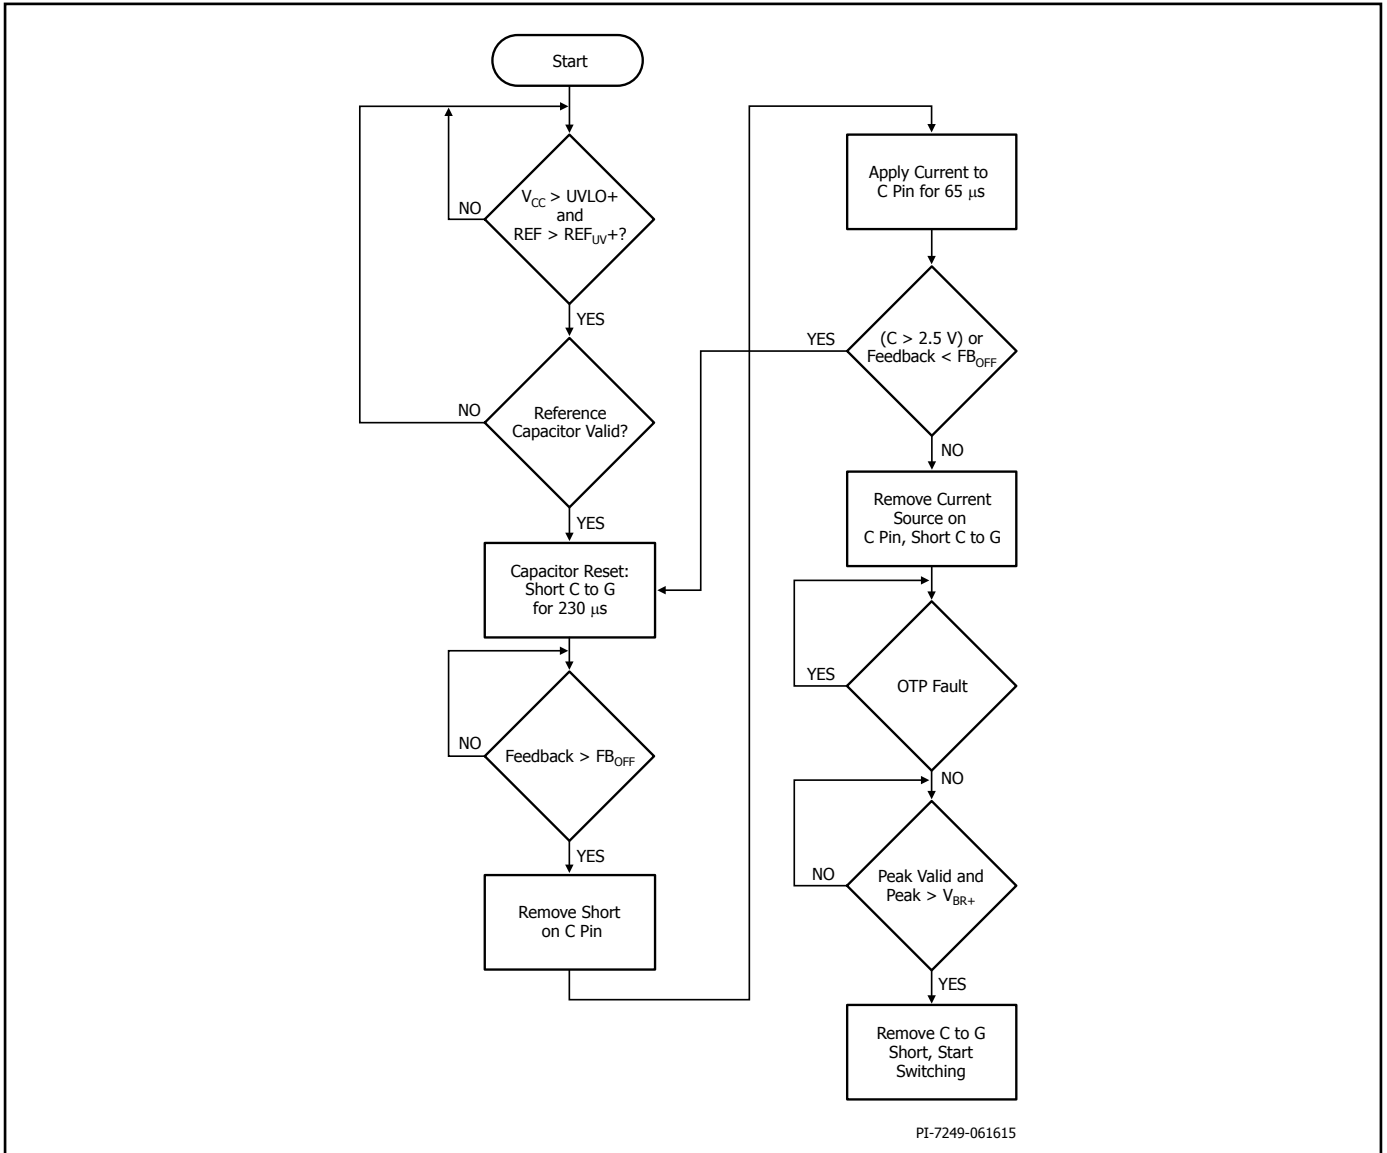 Start
V_CC > UVLO+
and
REF > REF_UV+?
NO
YES
Reference
Capacitor Valid?
NO
YES
Capacitor Reset:
Short C to G
for 230 μs
Feedback > FB_OFF
NO
YES
Remove Short
on C Pin
Apply Current to
C Pin for 65 μs
(C > 2.5 V) or
Feedback < FB_OFF
YES
NO
Remove Current
Source on
C Pin, Short C to G
OTP Fault
YES
NO
Peak Valid and
Peak > V_BR+
NO
YES
Remove C to G
Short, Start
Switching
PI-7249-061615